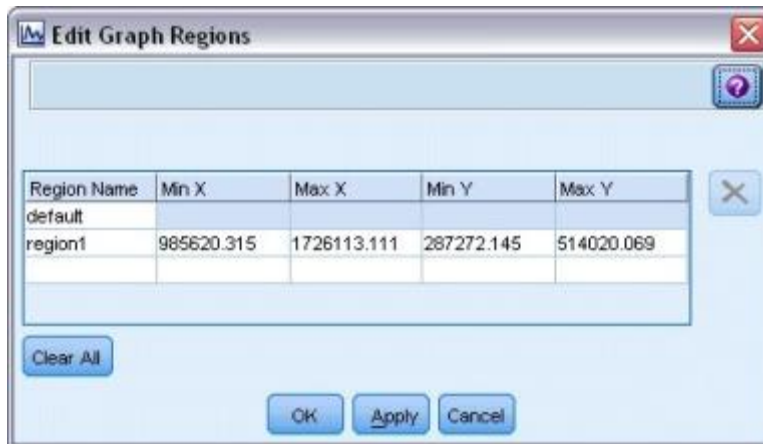 Edit Graph Regions
Region Name Min X Max X Min Y Max Y
default
region1 985620.315 1726113.111 287272.145 514020.069
Clear All
OK Apply Cancel